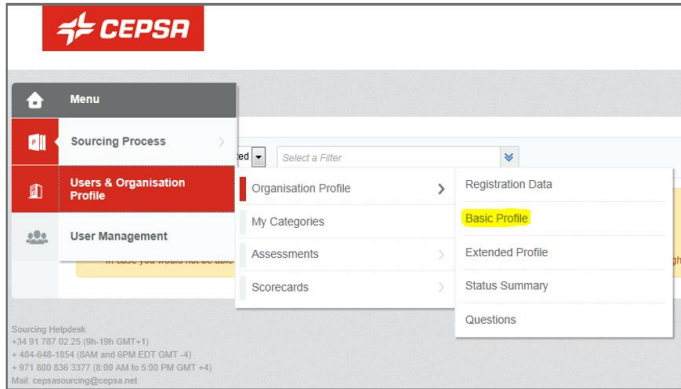 CEPSA
Menu
Sourcing Process
Select a Filter
Users & Organisation
Profile
Organisation Profile
Registration Data
My Categories
Basic Profile
User Management
Assessments
Extended Profile
Scorecards
Status Summary
Questions
Sourcing Helpdesk
+34 91 787 02 25 (9h-19h GMT+1)
+ 484-648-1854 (8AM and 6PM EDT GMT -4)
+ 971 800 836 3377 (8:00 AM to 5:00 PM GMT +4)
Mail: cepsasourcing@cepsa.net